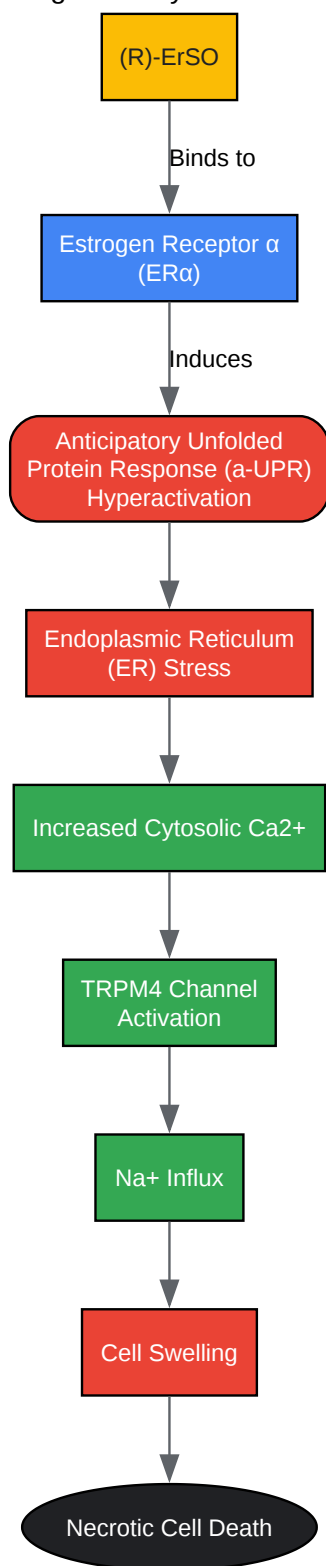 (R)-ErSO
Binds to
Estrogen Receptor α
(ERα)
Induces
Anticipatory Unfolded
Protein Response (a-UPR)
Hyperactivation
Endoplasmic Reticulum
(ER) Stress
Increased Cytosolic Ca2+
TRPM4 Channel
Activation
Na+ Influx
Cell Swelling
Necrotic Cell Death